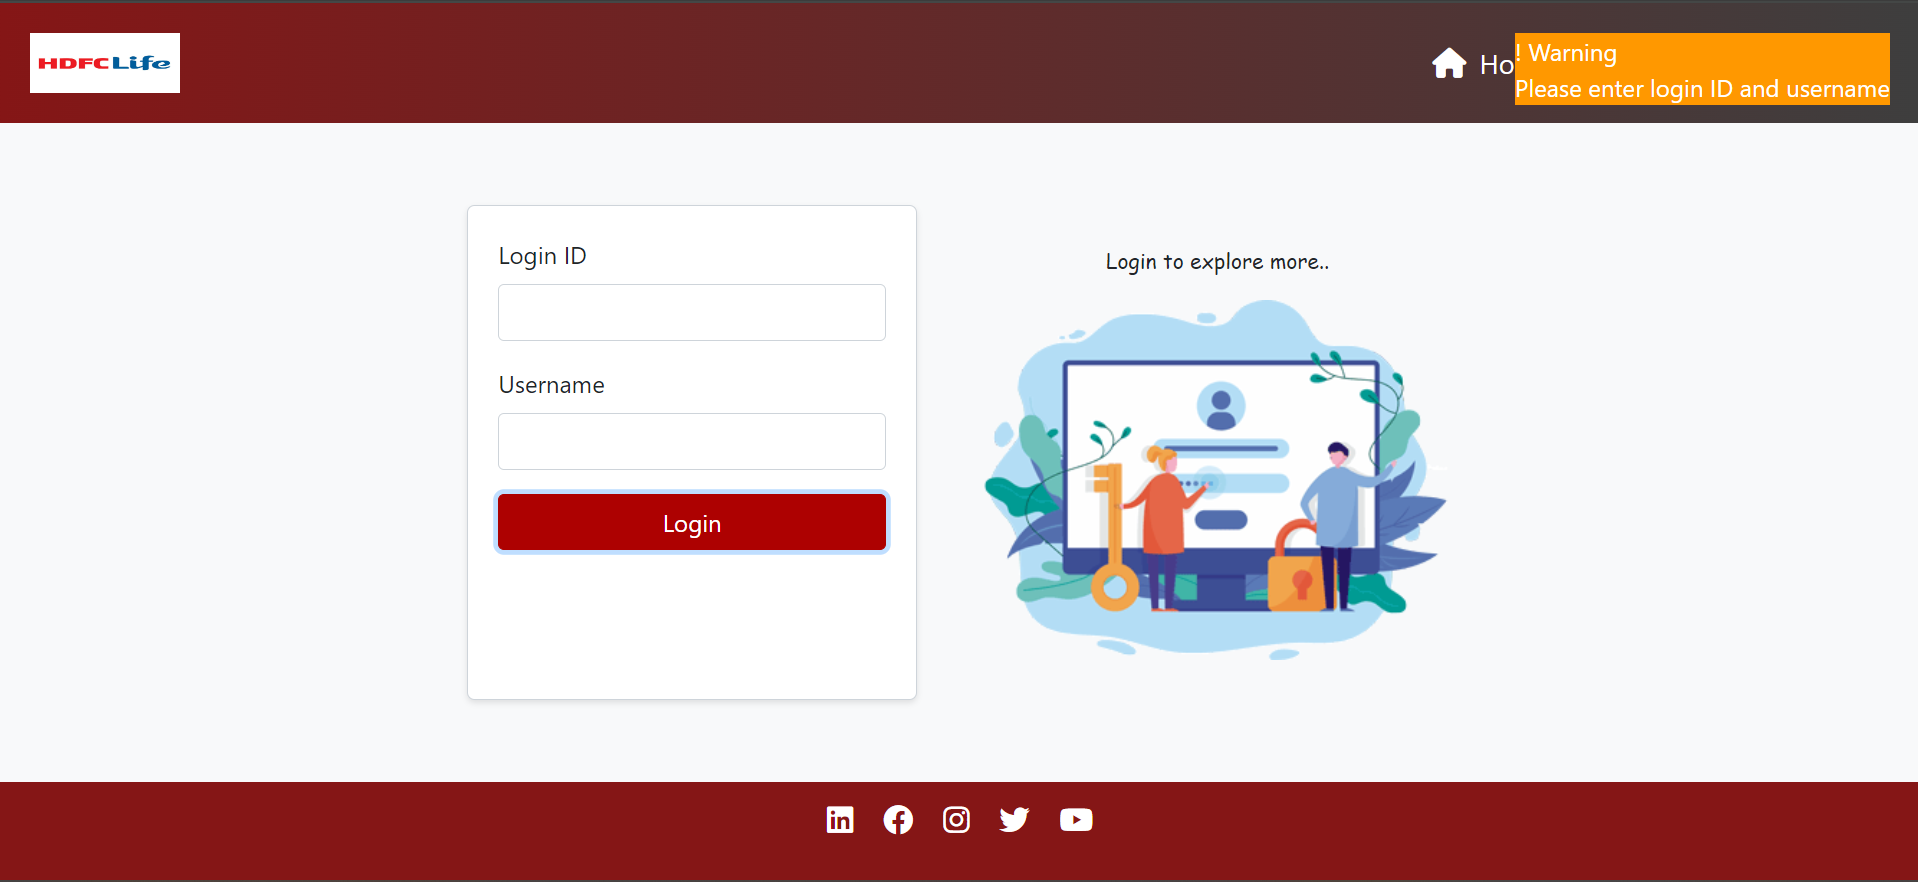 HDFC Life
Ho
! Warning
Please enter login ID and username
Login ID
Username
Login
Login to explore more..